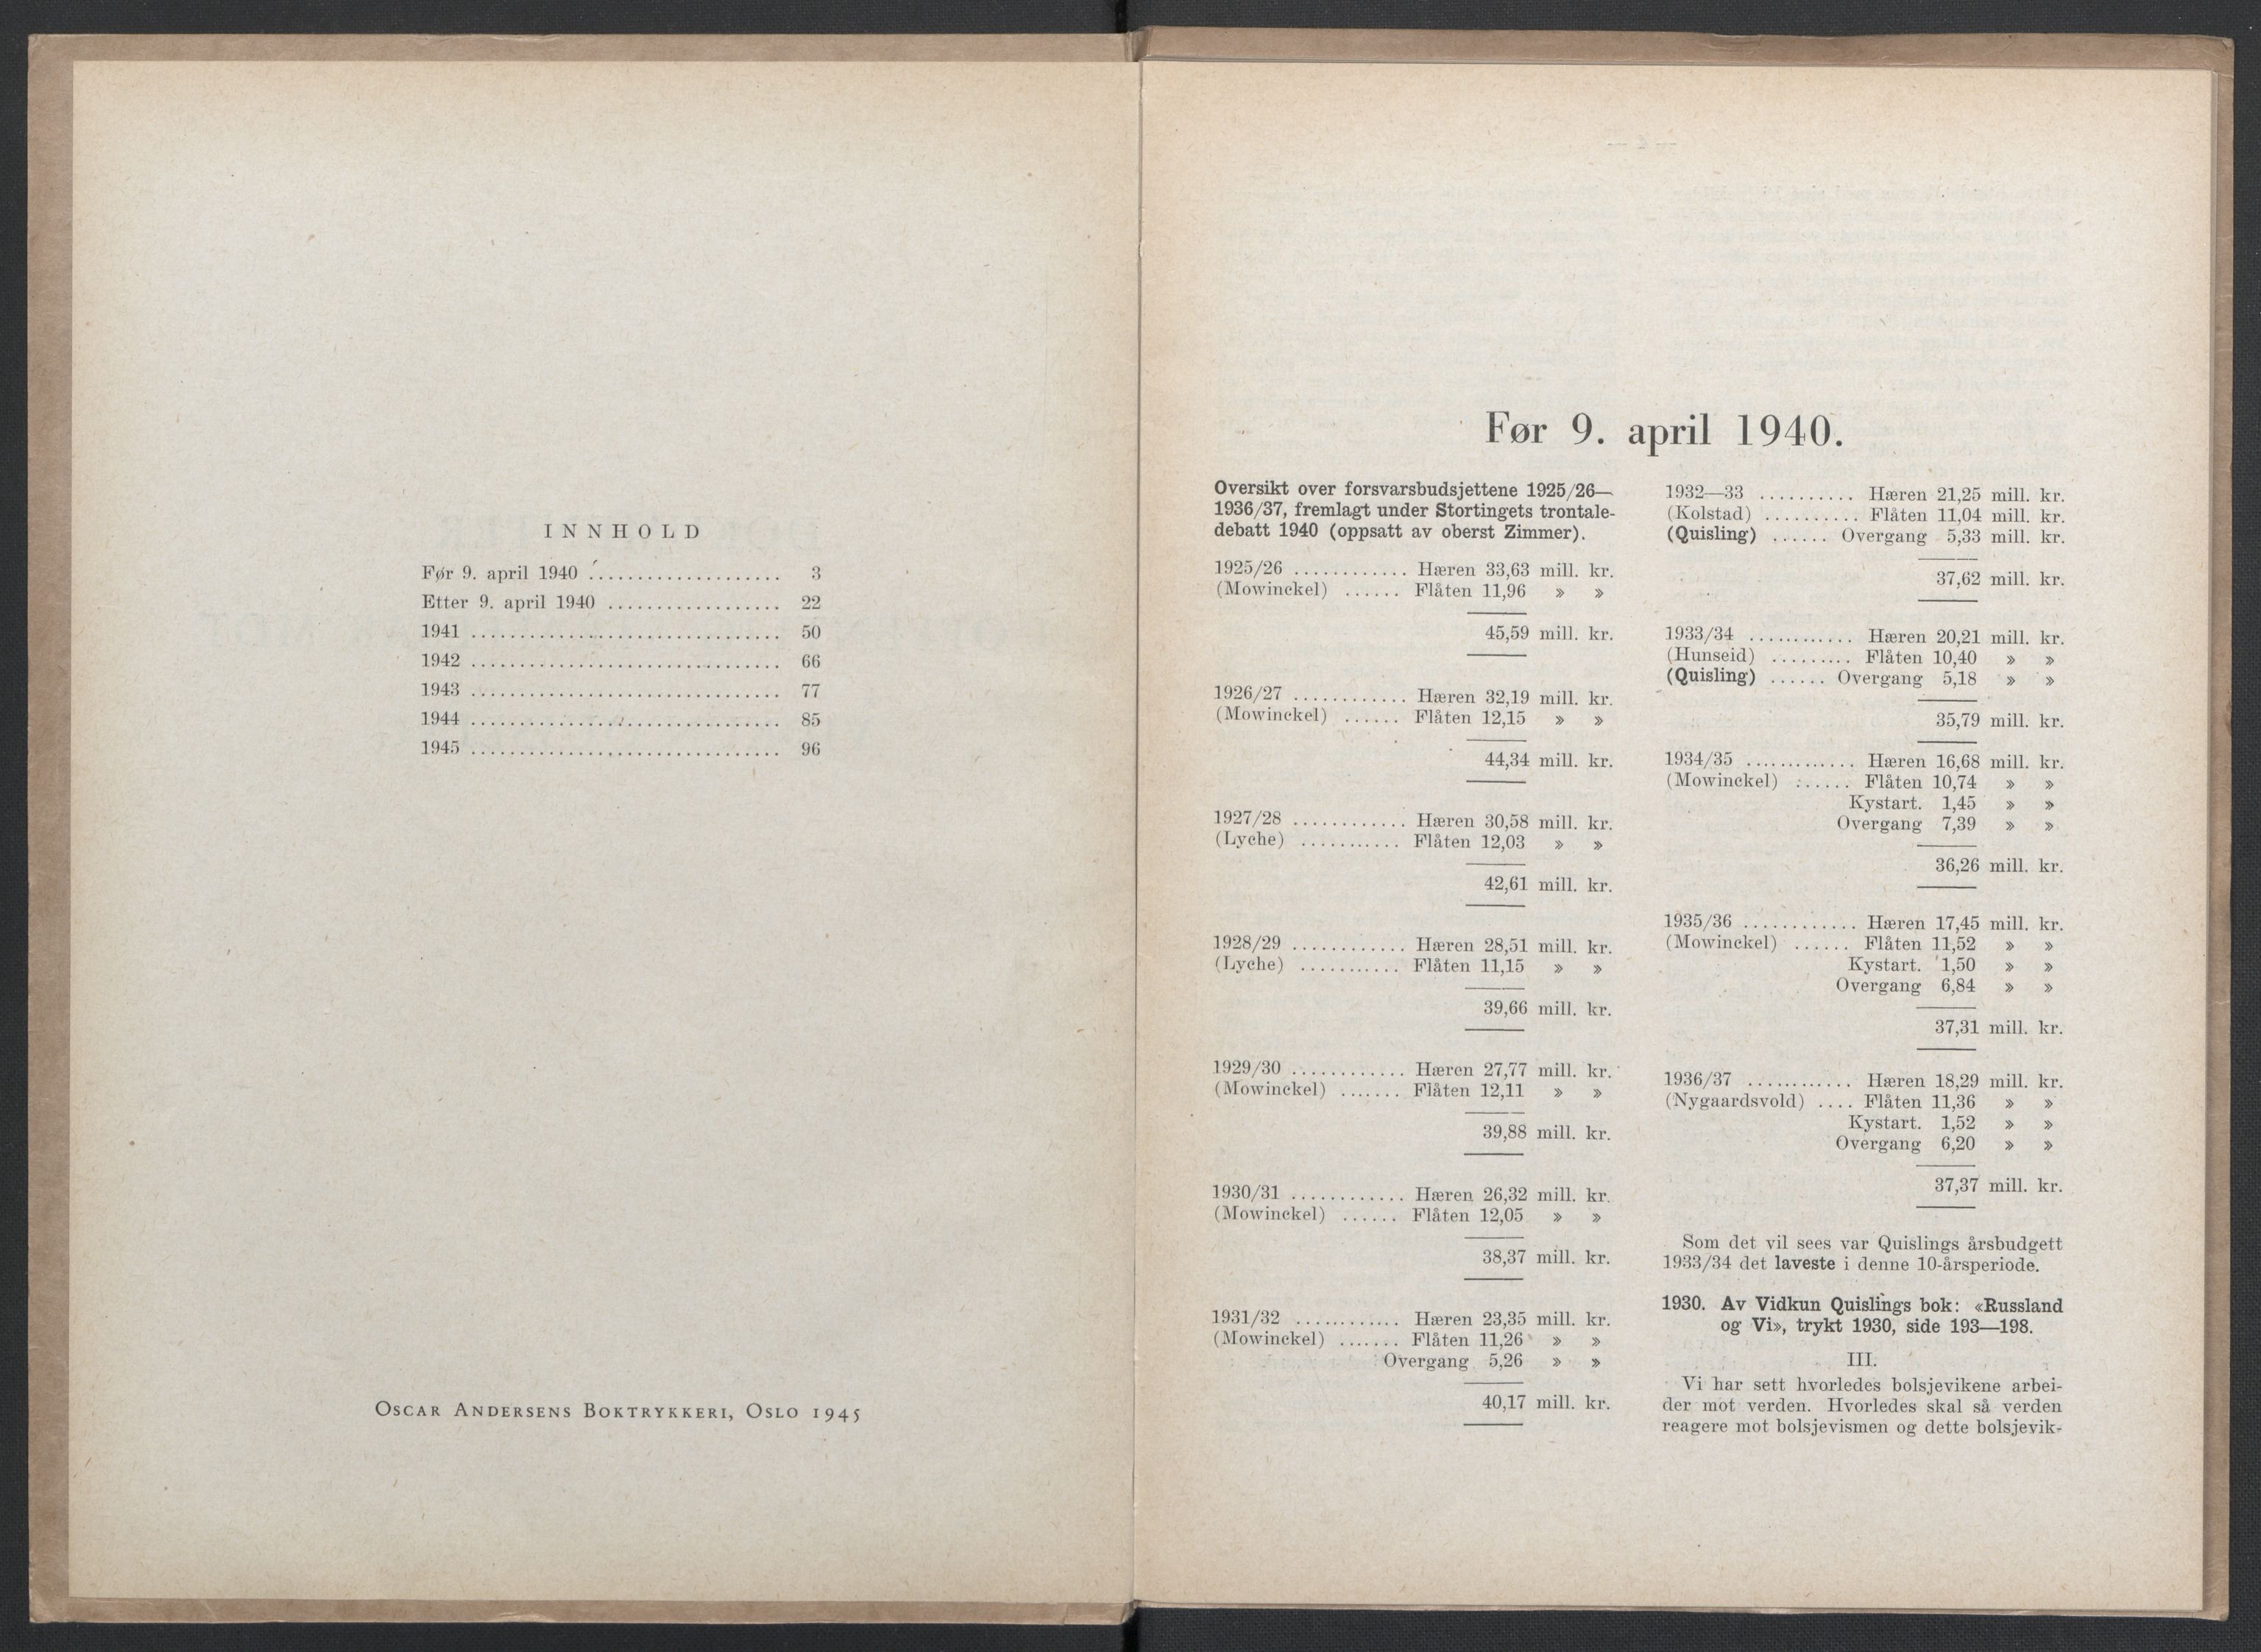 INNHOLD
Før 9. april 1940 .................... 3
Etter 9. april 1940 .................. 22
1941 ................................ 50
1942 ................................ 66
1943 ................................ 77
1944 ................................ 85
1945 ................................ 96
OSCAR ANDERSENS BOKTRYKKERI, OSLO 1945
Før 9. april 1940.
Oversikt over forsvarsbudsjettene 1925/26—
1936/37, fremlagt under Stortingets trontale-
debatt 1940 (oppsatt av oberst Zimmer).
1925/26 ............ Hæren 33,63 mill. kr.
(Mowinckel) ...... Flåten 11,96 » »
45,59 mill. kr.
1926/27 ............ Hæren 32,19 mill. kr.
(Mowinckel) ...... Flåten 12,15 » »
44,34 mill. kr.
1927/28 ............ Hæren 30,58 mill. kr.
(Lyche) ........... Flåten 12,03 » »
42,61 mill. kr.
1928/29 ............ Hæren 28,51 mill. kr.
(Lyche) ........... Flåten 11,15 » »
39,66 mill. kr.
1929/30 ............ Hæren 27,77 mill. kr.
(Mowinckel) ....... Flåten 12,11 » »
39,88 mill. kr.
1930/31 ............ Hæren 26,32 mill. kr.
(Mowinckel) ...... Flåten 12,05 » »
38,37 mill. kr.
1931/32 ............ Hæren 23,35 mill. kr.
(Mowinckel) ....... Flåten 11,26 » »
Overgang 5,26 » »
40,17 mill. kr.
1932—33 .......... Hæren 21,25 mill. kr.
(Kolstad) .......... Flåten 11,04 mill. kr.
(Quisling) ...... Overgang 5,33 mill. kr.
37,62 mill. kr.
1933/34 ............ Hæren 20,21 mill. kr.
(Hunseid) ......... Flåten 10,40 » »
(Quisling) ...... Overgang 5,18 » »
35,79 mill. kr.
1934/35 ............. Hæren 16,68 mill. kr.
(Mowinckel) ...... Flåten 10,74 » »
Kystart. 1,45 » »
Overgang 7,39 » »
36,26 mill. kr.
1935/36 ............ Hæren 17,45 mill. kr.
(Mowinckel) ...... Flåten 11,52 » »
Kystart. 1,50 » »
Overgang 6,84 » »
37,31 mill. kr.
1936/37 ............ Hæren 18,29 mill. kr.
(Nygaardsvold) .... Flåten 11,36 » »
Kystart. 1,52 » »
Overgang 6,20 » »
37,37 mill. kr.
Som det vil sees var Quislings årsbudgett
1933/34 det laveste i denne 10-årsperiode.
1930. Av Vidkun Quislings bok: «Russland
og Vi», trykt 1930, side 193—198.
III.
Vi har sett hvorledes bolsjevikene arbei-
der mot verden. Hvorledes skal så verden
reagere mot bolsjevismen og dette bolsjevik-